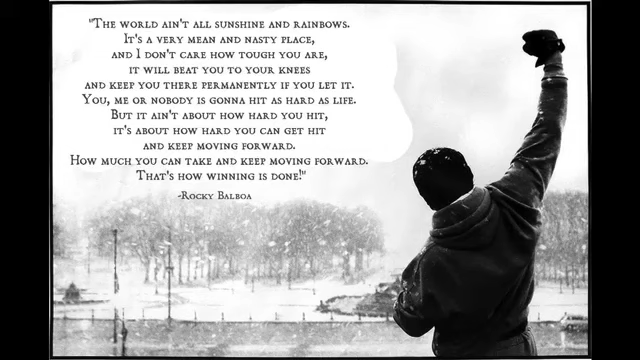 "The world ain't all sunshine and rainbows.
It's a very mean and nasty place,
and I don't care how tough you are,
it will beat you to your knees
and keep you there permanently if you let it.
You, me or nobody is gonna hit as hard as life.
But it ain't about how hard you hit,
it's about how hard you can get hit
and keep moving forward.
How much you can take and keep moving forward.
That's how winning is done!"
-Rocky Balboa